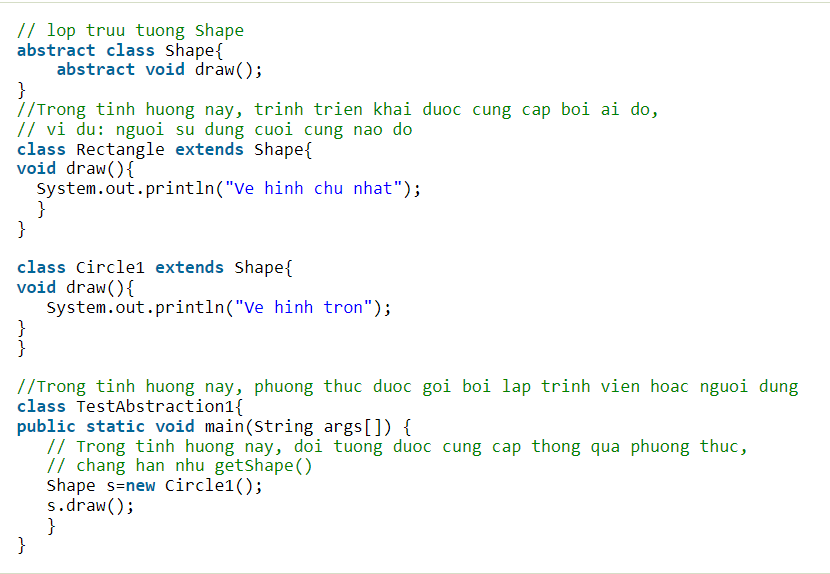 // lop truu tuong Shape
abstract class Shape{
    abstract void draw();
}
//Trong tinh huong nay, trinh trien khai duoc cung cap boi ai do,
// vi du: nguoi su dung cuoi cung nao do
class Rectangle extends Shape{
void draw(){
  System.out.println("Ve hinh chu nhat");
  }
}

class Circle1 extends Shape{
void draw(){
   System.out.println("Ve hinh tron");
}
}

//Trong tinh huong nay, phuong thuc duoc goi boi lap trinh vien hoac nguoi dung
class TestAbstraction1{
public static void main(String args[]) {
   // Trong tinh huong nay, doi tuong duoc cung cap thong qua phuong thuc,
   // chang han nhu getShape()
   Shape s=new Circle1();
   s.draw();
   }
}